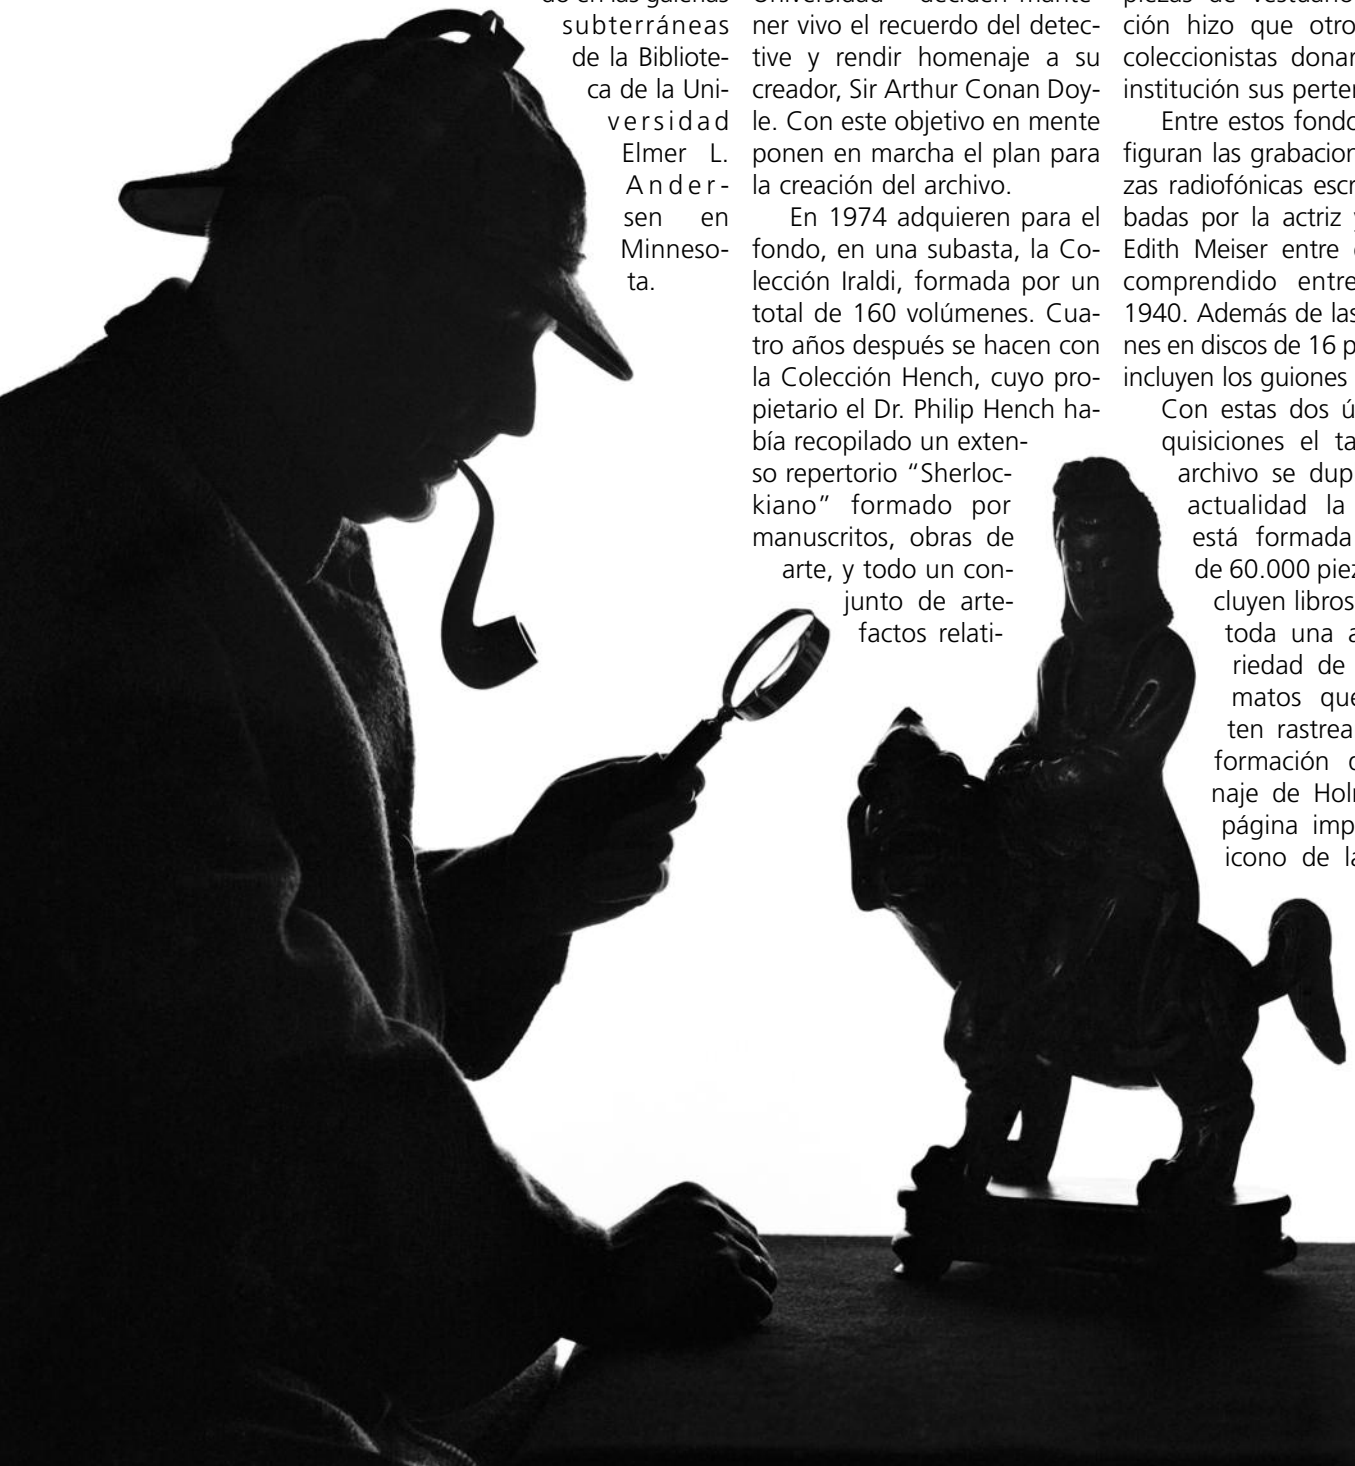 subterráneas
de la Bibliote-
ca de la Uni-
versidad
Elmer L.
Ander-
sen en
Minneso-
ta.
ner vivo el recuerdo del detec-
tive y rendir homenaje a su
creador, Sir Arthur Conan Doy-
le. Con este objetivo en mente
ponen en marcha el plan para
la creación del archivo.
En 1974 adquieren para el
fondo, en una subasta, la Co-
lección Iraldi, formada por un
total de 160 volúmenes. Cua-
tro años después se hacen con
la Colección Hench, cuyo pro-
pietario el Dr. Philip Hench ha-
bía recopilado un exten-
so repertorio “Sherloc-
kiano” formado por
manuscritos, obras de
arte, y todo un con-
junto de arte-
factos relati-
ción hizo que otro
coleccionistas donar
institución sus perte
Entre estos fondo
figuran las grabacion
zas radiofónicas escr
badas por la actriz
Edith Meiser entre
comprendido entre
1940. Además de las
nes en discos de 16 p
incluyen los guiones
Con estas dos ú
quisiciones el ta
archivo se dup
actualidad la
está formada
de 60.000 piez
cluyen libros
toda una a
riedad de
matos que
ten rastrea
formación
naje de Hol
página imp
icono de la